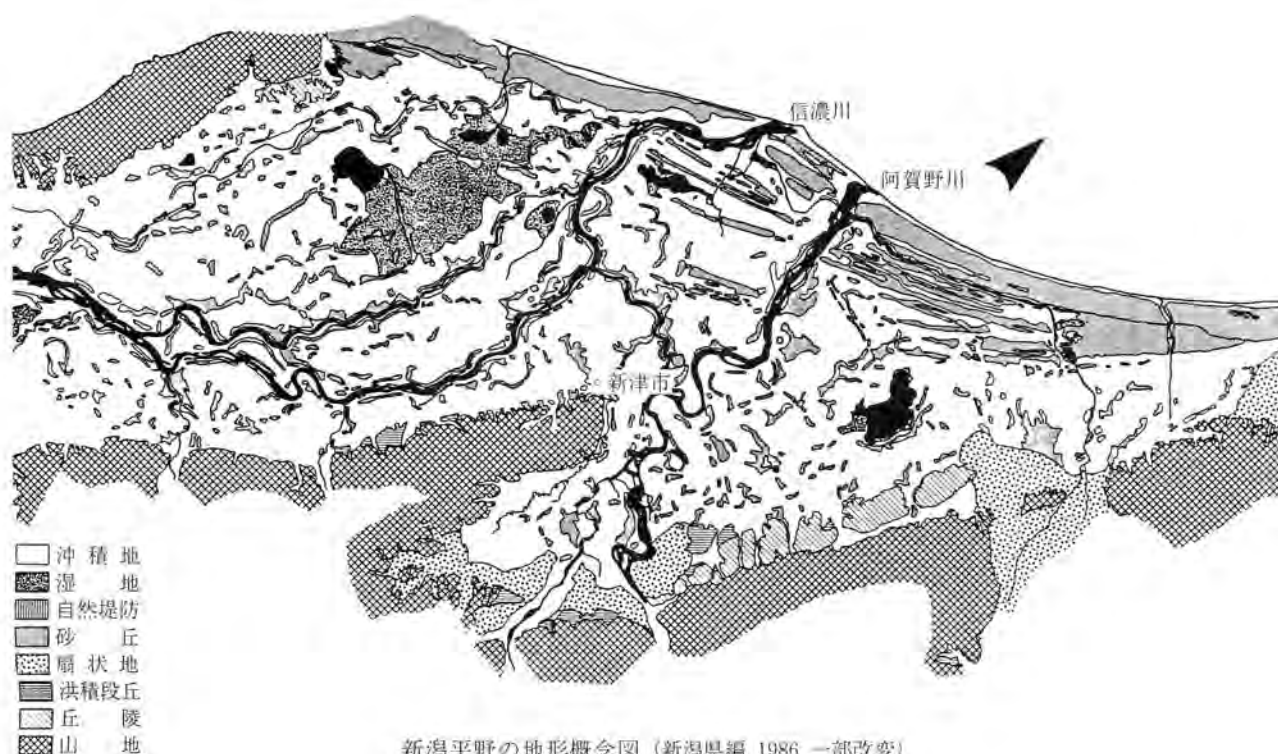 信濃川
阿賀野川
新津市
沖積地
湿地
自然堤防
砂丘
扇状地
洪積段丘
丘陵
山地
新潟平野の地形概念図(新潟県編 1986 一部改変)